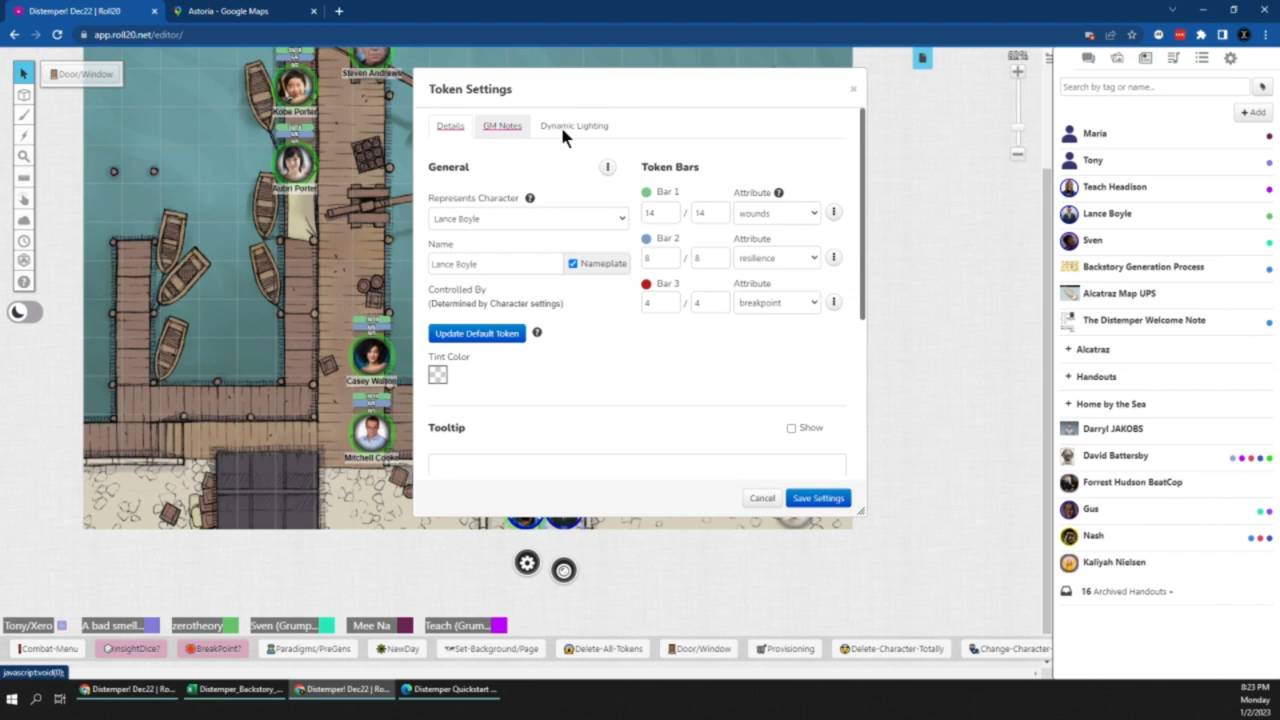 Distemper! Dec22 | Roll20
Astoria - Google Maps
app.roll20.net/editor/
Door/Window
Steven Andrews
Kobe Porter
Aubri Porter
Casey Walton
Mitchell Cooke
Token Settings
Details
GM Notes
Dynamic Lighting
General
Represents Character
Lance Boyle
Name
Lance Boyle
Nameplate
Controlled By
(Determined by Character settings)
Update Default Token
Tint Color
Token Bars
Bar 1
Attribute
14 / 14
wounds
Bar 2
Attribute
8 / 8
resilience
Bar 3
Attribute
4 / 4
breakpoint
Tooltip
Show
Cancel
Save Settings
Search by tag or name...
+ Add
Maria
Tony
Teach Headison
Lance Boyle
Sven
Backstory Generation Process
Alcatraz Map UPS
The Distemper Welcome Note
+ Alcatraz
+ Handouts
+ Home by the Sea
Darryl JAKOBS
David Battersby
Forrest Hudson BeatCop
Gus
Nash
Kaliyah Nielsen
16 Archived Handouts »
Tony/Xero
A bad smell...
zerotheory
Sven (Grump...
Mee Na
Teach (Grum...
Combat-Menu
InsightDice?
BreakPoint?
Paradigms/PreGens
NewDay
Set-Background/Page
Delete-All-Tokens
Door/Window
Provisioning
Delete-Character-Totally
Change-Character-
javascript:void(0);
Distemper! Dec22 | Ro...
Distemper_Backstory_...
Distemper! Dec22 | Ro...
Distemper Quickstart ...
8:23 PM
Monday
1/2/2023